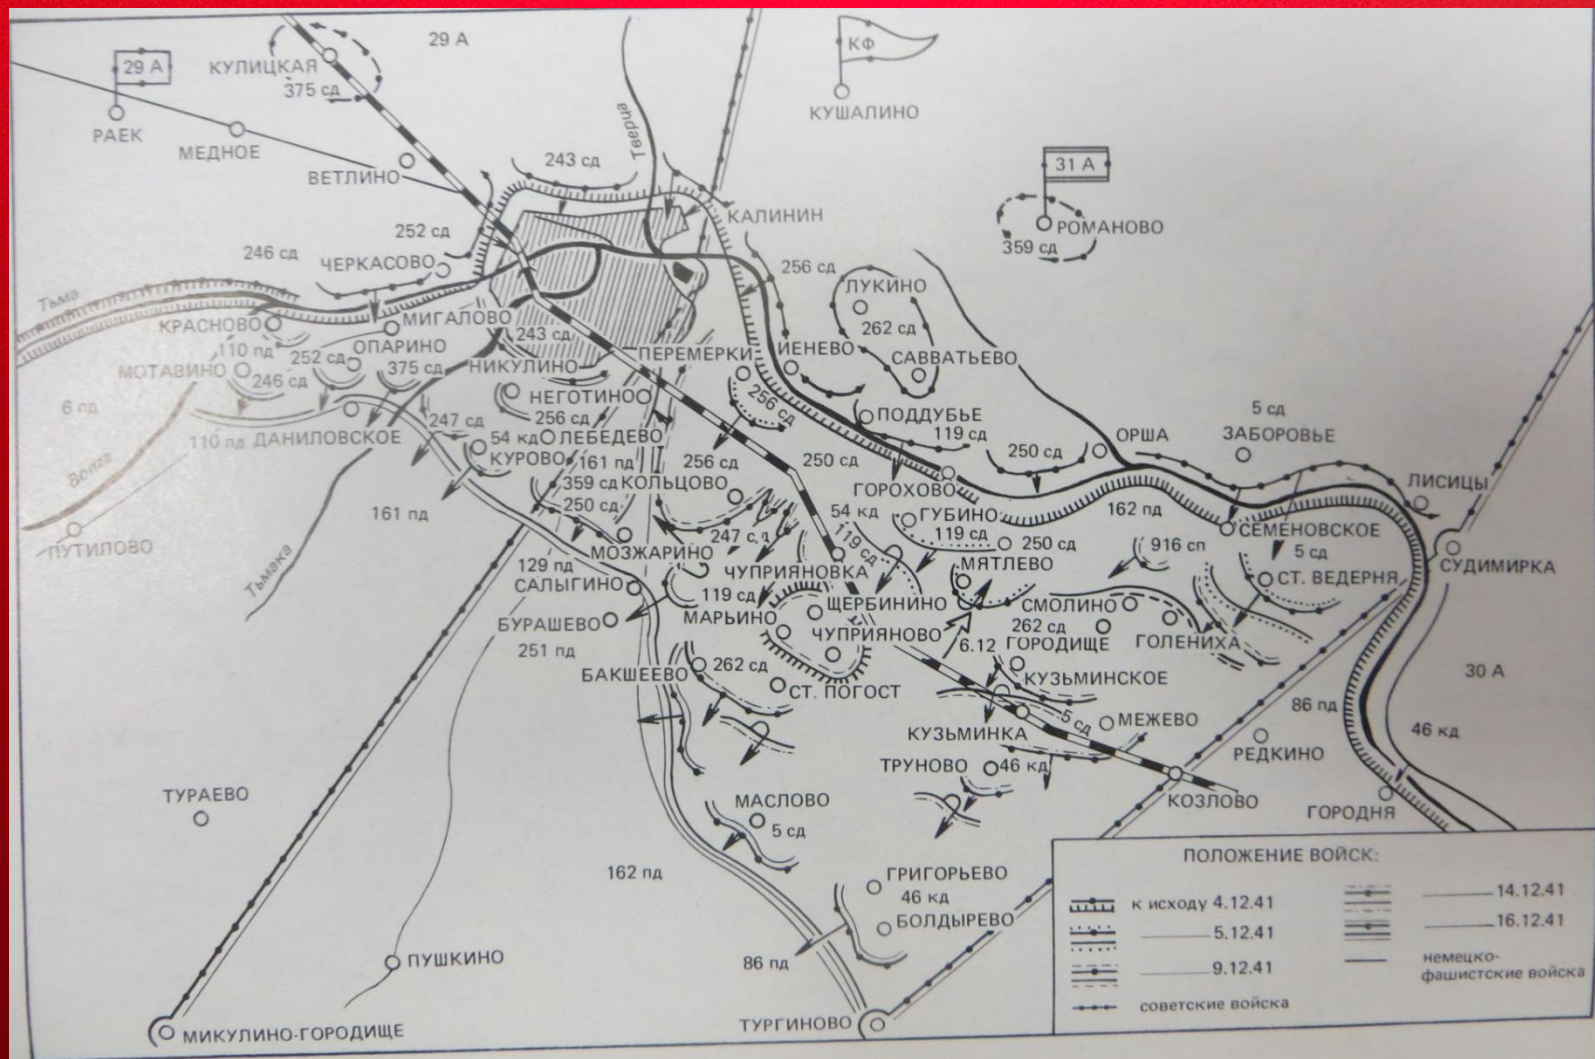 29 А
КФ
КУЛИЦКАЯ
375 сд
29 А
РАЕК
МЕДНОЕ
КУШАЛИНО
Тверца
31 А
ВЕТЛИНО
243 сд
КАЛИНИН
РОМАНОВО
359 сд
252 сд
246 сд
ЧЕРКАСОВО
256 сд
ЛУКИНО
262 сд
Тьма
КРАСНОВО
МИГАЛОВО
243 сд
110 пд
252 сд
ОПАРИНО
375 сд
НИКУЛИНО
ПЕРЕМЕРКИ
ИЕНЕВО
САВВАТЬЕВО
МОТАВИНО
246 сд
НЕГОТИНО
256 сд
256 сд
ПОДДУБЬЕ
119 сд
5 сд
6 пд
110 пд
ДАНИЛОВСКОЕ
247 сд
54 кд
ЛЕБЕДЕВО
КУРОВО
161 пд
256 сд
250 сд
250 сд
ОРША
ЗАБОРОВЬЕ
Волга
359 сд
КОЛЬЦОВО
ГОРОХОВО
ЛИСИЦЫ
250 сд
161 пд
54 кд
ГУБИНО
162 пд
СЕМЕНОВСКОЕ
ПУТИЛОВО
МОЗЖАРИНО
247 сд
119 сд
119 сд
250 сд
916 сп
5 сд
СУДИМИРКА
Тьмака
129 пд
САЛЫГИНО
ЧУПРИЯНОВКА
МЯТЛЕВО
СТ. ВЕДЕРНЯ
119 сд
ЩЕРБИНИНО
СМОЛИНО
БУРАШЕВО
МАРЬИНО
ЧУПРИЯНОВО
262 сд
ГОЛЕНИХА
251 пд
6.12
ГОРОДИЩЕ
БАКШЕЕВО
262 сд
СТ. ПОГОСТ
КУЗЬМИНСКОЕ
30 А
86 пд
5 сд
МЕЖЕВО
46 кд
КУЗЬМИНКА
РЕДКИНО
ТРУНОВО
46 кд
ТУРАЕВО
МАСЛОВО
КОЗЛОВО
ГОРОДНЯ
5 сд
162 пд
ГРИГОРЬЕВО
46 кд
БОЛДЫРЕВО
ПУШКИНО
86 пд
МИКУЛИНО-ГОРОДИЩЕ
ТУРГИНОВО
ПОЛОЖЕНИЕ ВОЙСК:
к исходу 4.12.41
5.12.41
9.12.41
советские войска
14.12.41
16.12.41
немецко-
фашистские войска